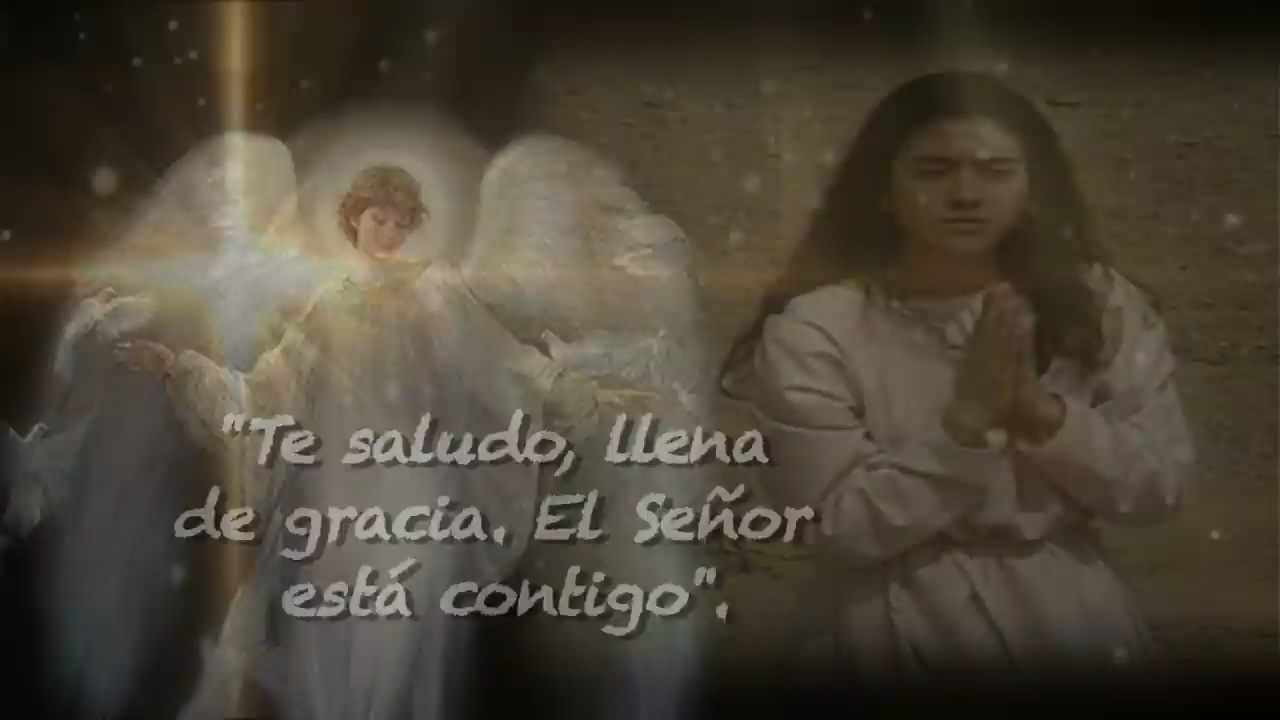 "Te saludo, llena
de gracia. El Señor
está contigo".